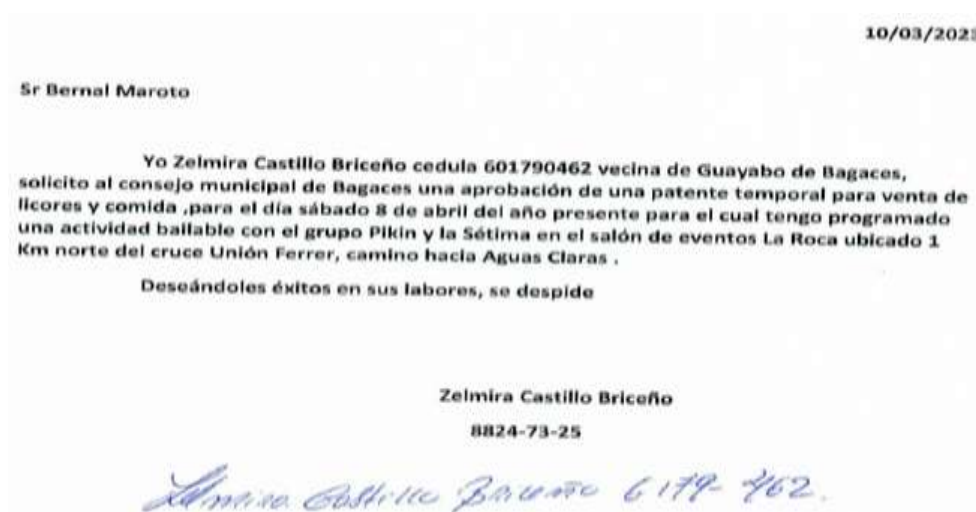 10/03/2023
Sr Bernal Maroto
Yo Zelmira Castillo Briceño cedula 601790462 vecina de Guayabo de Bagaces,
solicito al consejo municipal de Bagaces una aprobación de una patente temporal para venta de
licores y comida ,para el día sábado 8 de abril del año presente para el cual tengo programado
una actividad bailable con el grupo Pikin y la Sétima en el salón de eventos La Roca ubicado 1
Km norte del cruce Unión Ferrer, camino hacia Aguas Claras .
Deseándoles éxitos en sus labores, se despide
Zelmira Castillo Briceño
8824-73-25
Zelmira Castillo Briceño 6179-462.